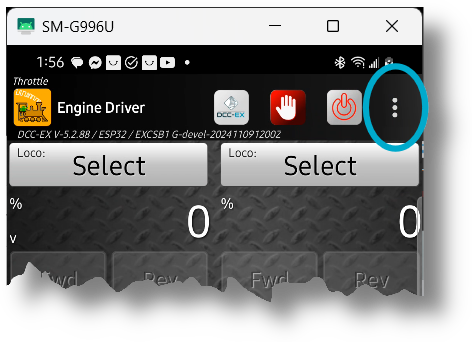 SM-G996U
1:56
Throttle
Engine Driver
DCC-EX
DCC-EX V-5.2.88 / ESP32 / EXCSB1 G-devel-2024110912002
Loco: Select
Loco: Select
% 0
% 0
v
Fwd Rev Fwd Rev